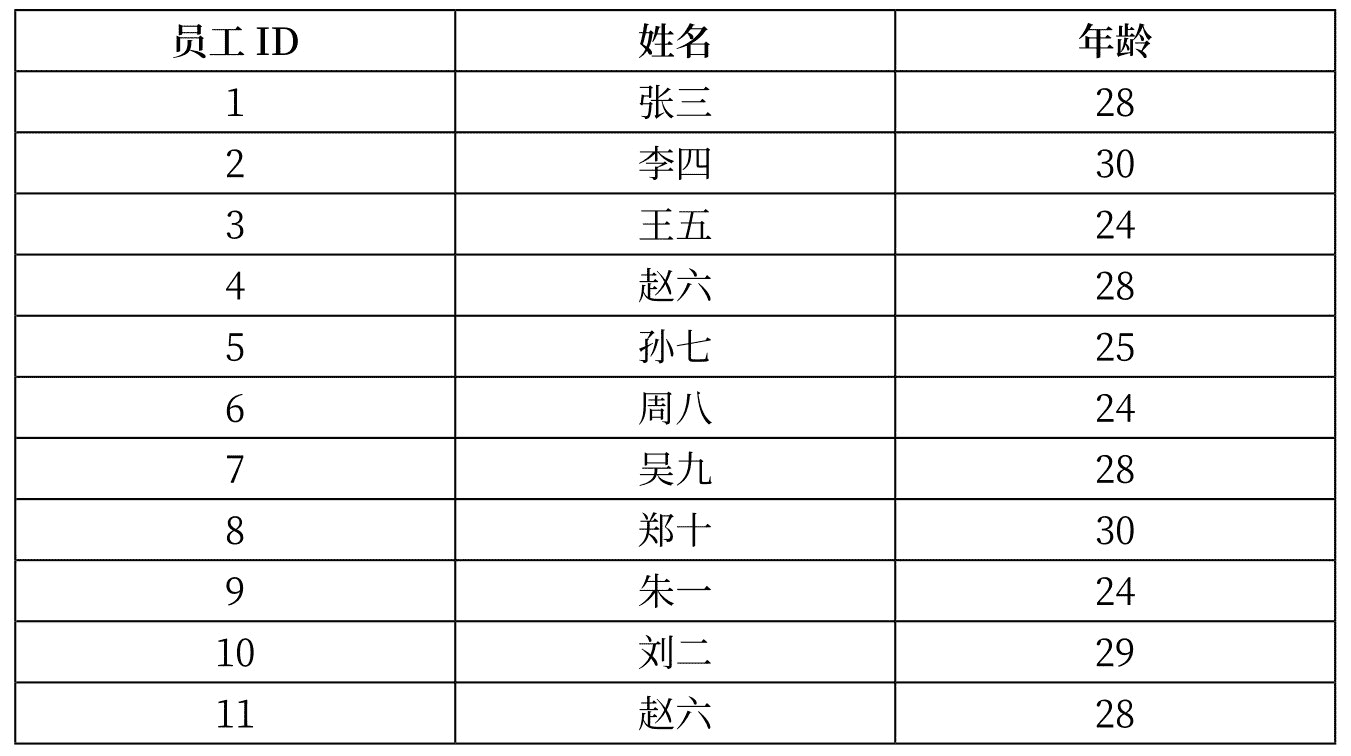 员工 ID 姓名 年龄
1 张三 28
2 李四 30
3 王五 24
4 赵六 28
5 孙七 25
6 周八 24
7 吴九 28
8 郑十 30
9 朱一 24
10 刘二 29
11 赵六 28